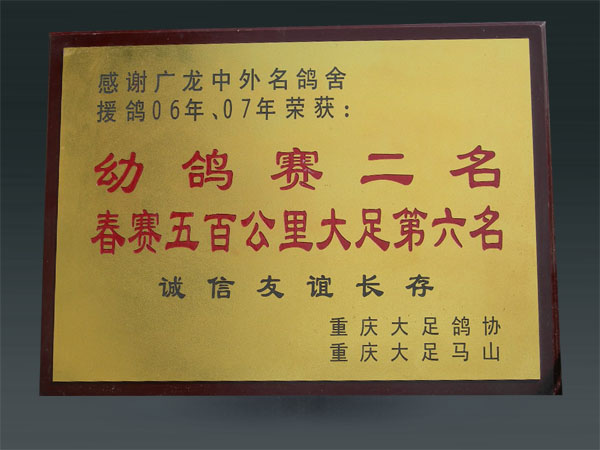 感谢广龙中外名鸽舍
援鸽06年、07年荣获：
幼鸽赛二名
春赛五百公里大足第六名
诚信友谊长存
重庆大足鸽协
重庆大足马山